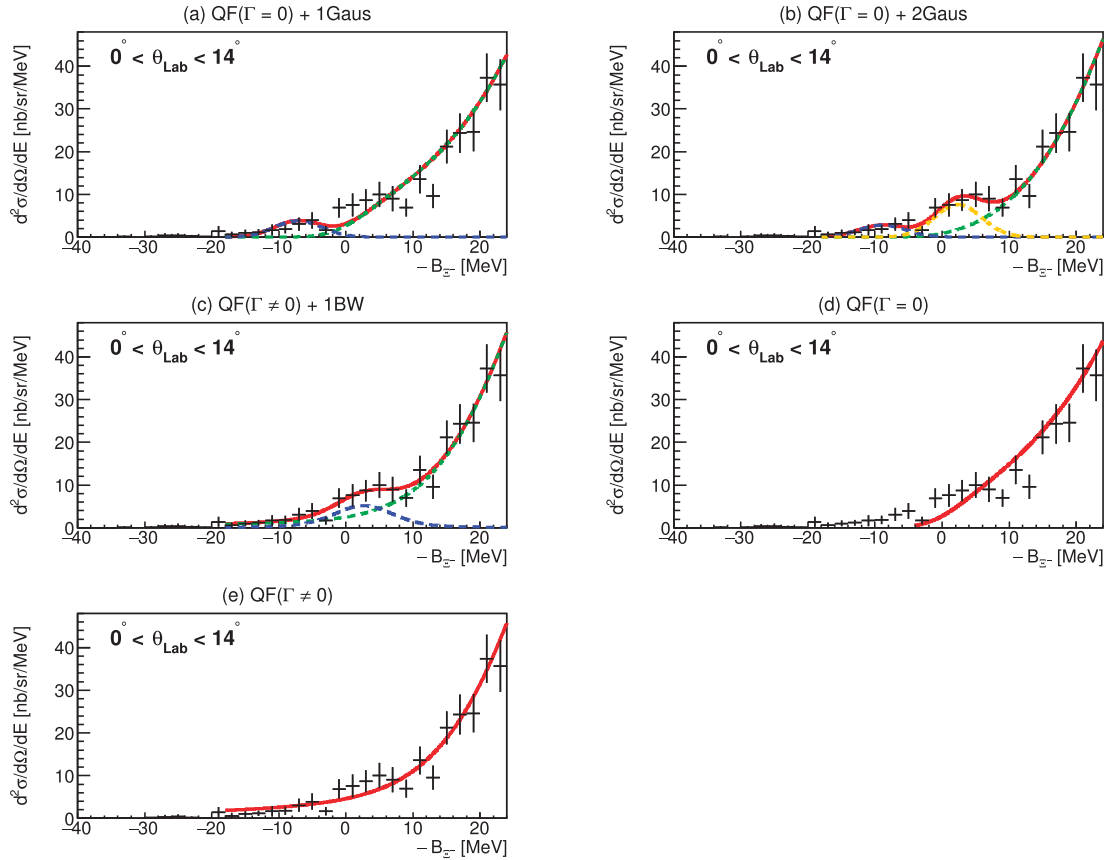 (a) QF(Γ = 0) + 1Gaus
d²σ/dΩ/dE [nb/sr/MeV]
0° < θLab < 14°
40
30
20
10
0
−40 −30 −20 −10 0 10 20
− BΞ⁻ [MeV]
(b) QF(Γ = 0) + 2Gaus
d²σ/dΩ/dE [nb/sr/MeV]
0° < θLab < 14°
40
30
20
10
0
−40 −30 −20 −10 0 10 20
− BΞ⁻ [MeV]
(c) QF(Γ ≠ 0) + 1BW
d²σ/dΩ/dE [nb/sr/MeV]
0° < θLab < 14°
40
30
20
10
0
−40 −30 −20 −10 0 10 20
− BΞ⁻ [MeV]
(d) QF(Γ = 0)
d²σ/dΩ/dE [nb/sr/MeV]
0° < θLab < 14°
40
30
20
10
0
−40 −30 −20 −10 0 10 20
− BΞ⁻ [MeV]
(e) QF(Γ ≠ 0)
d²σ/dΩ/dE [nb/sr/MeV]
0° < θLab < 14°
40
30
20
10
0
−40 −30 −20 −10 0 10 20
− BΞ⁻ [MeV]